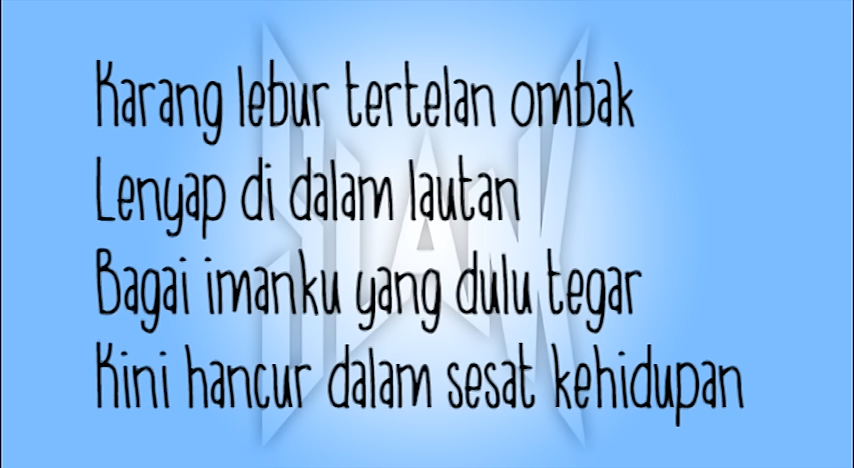 Karang lebur tertelan ombak
Lenyap di dalam lautan
Bagai imanku yang dulu tegar
Kini hancur dalam sesat kehidupan